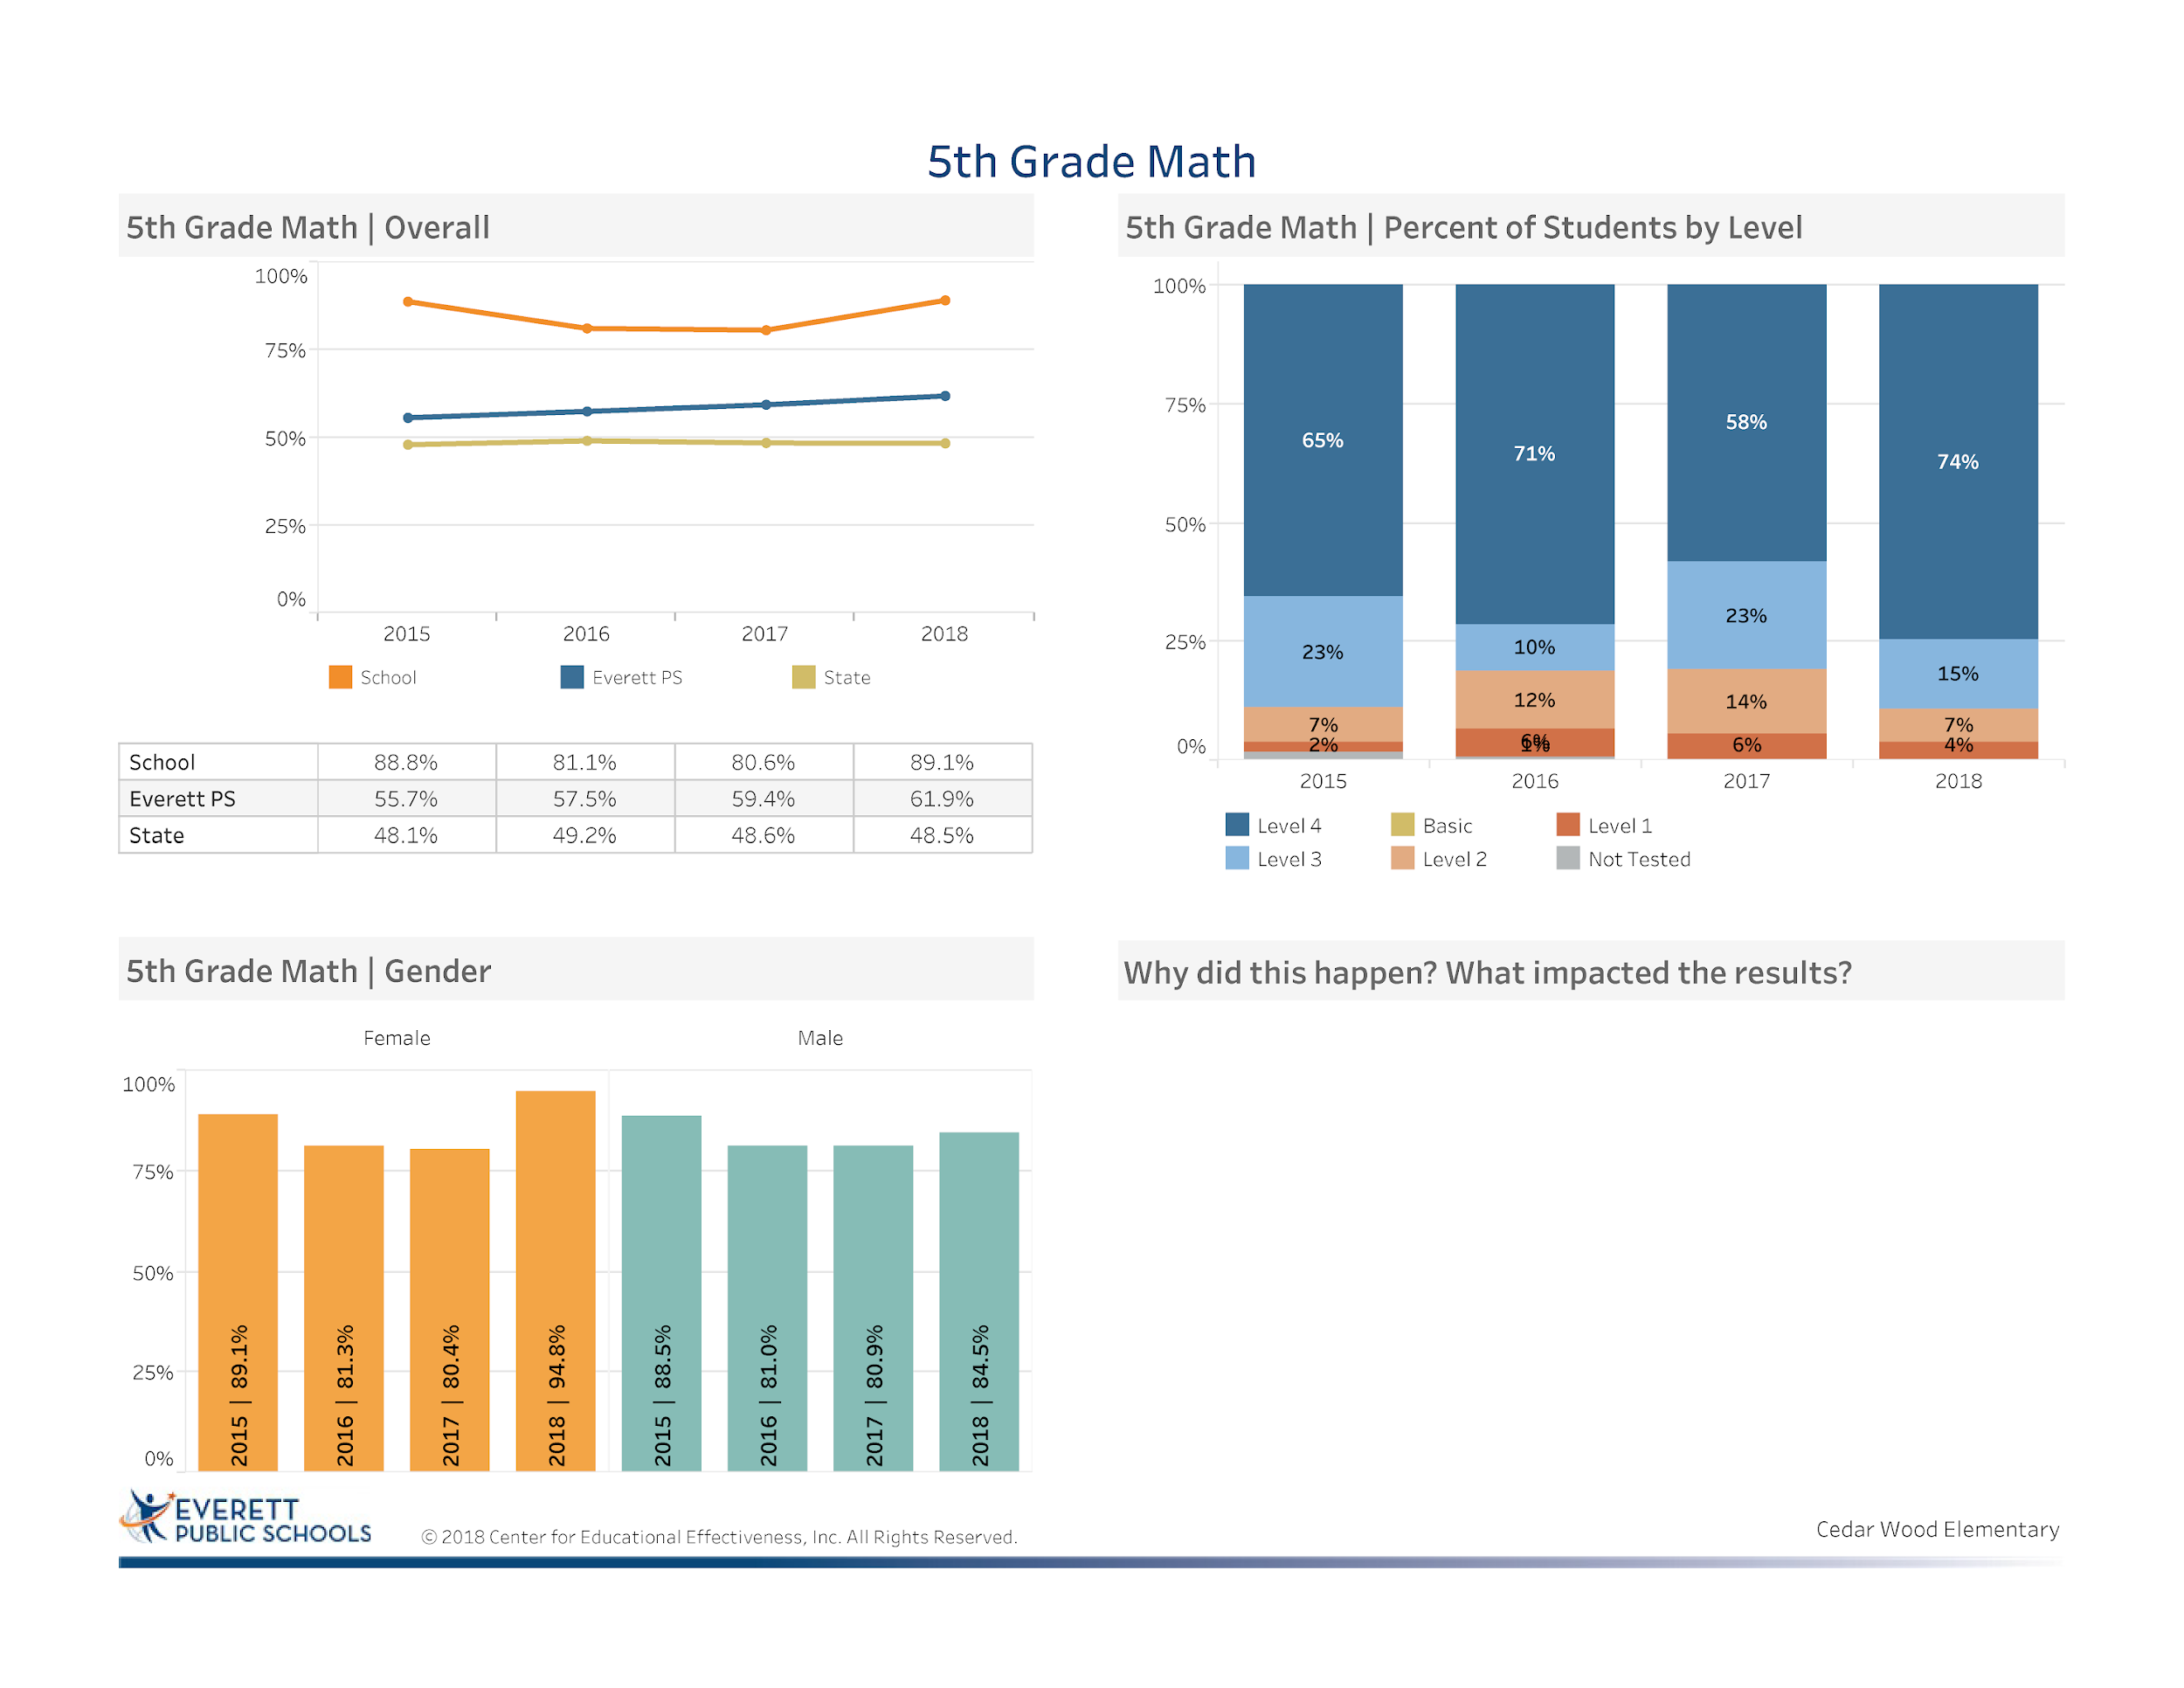 5th Grade Math
5th Grade Math | Overall
100%
75%
50%
25%
0%
2015 2016 2017 2018
School Everett PS State
School 88.8% 81.1% 80.6% 89.1%
Everett PS 55.7% 57.5% 59.4% 61.9%
State 48.1% 49.2% 48.6% 48.5%
5th Grade Math | Percent of Students by Level
100%
75%
50%
25%
0%
65%
23%
7%
2%
71%
10%
12%
6%
1%
58%
23%
14%
6%
74%
15%
7%
4%
2015 2016 2017 2018
Level 4 Basic Level 1
Level 3 Level 2 Not Tested
5th Grade Math | Gender
Female Male
100%
75%
50%
25%
0%
2015 | 89.1%
2016 | 81.3%
2017 | 80.4%
2018 | 94.8%
2015 | 88.5%
2016 | 81.0%
2017 | 80.9%
2018 | 84.5%
Why did this happen? What impacted the results?
EVERETT
PUBLIC SCHOOLS
© 2018 Center for Educational Effectiveness, Inc. All Rights Reserved.
Cedar Wood Elementary